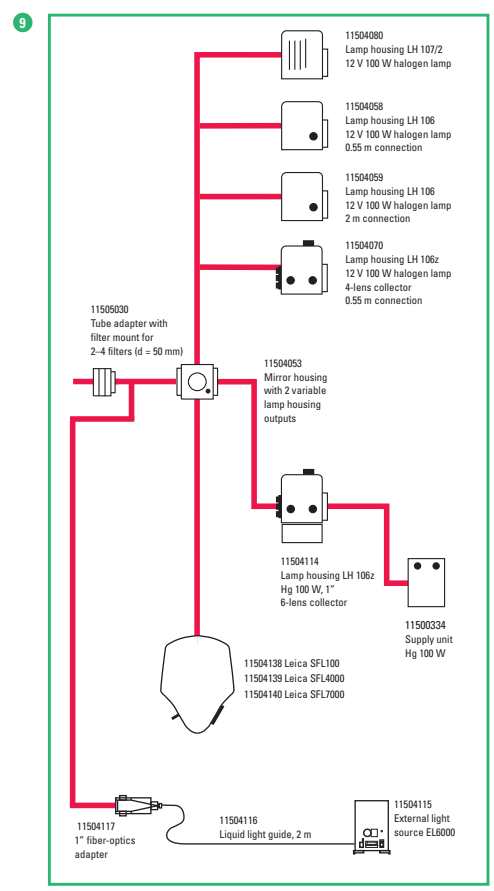 9
11504080
Lamp housing LH 107/2
12 V 100 W halogen lamp
11504058
Lamp housing LH 106
12 V 100 W halogen lamp
0.55 m connection
11504059
Lamp housing LH 106
12 V 100 W halogen lamp
2 m connection
11504070
Lamp housing LH 106z
12 V 100 W halogen lamp
4-lens collector
0.55 m connection
11505030
Tube adapter with
filter mount for
2–4 filters (d = 50 mm)
11504053
Mirror housing
with 2 variable
lamp housing
outputs
11504114
Lamp housing LH 106z
Hg 100 W, 1″
6-lens collector
11500334
Supply unit
Hg 100 W
11504138 Leica SFL100
11504139 Leica SFL4000
11504140 Leica SFL7000
11504117
1″ fiber-optics
adapter
11504116
Liquid light guide, 2 m
11504115
External light
source EL6000